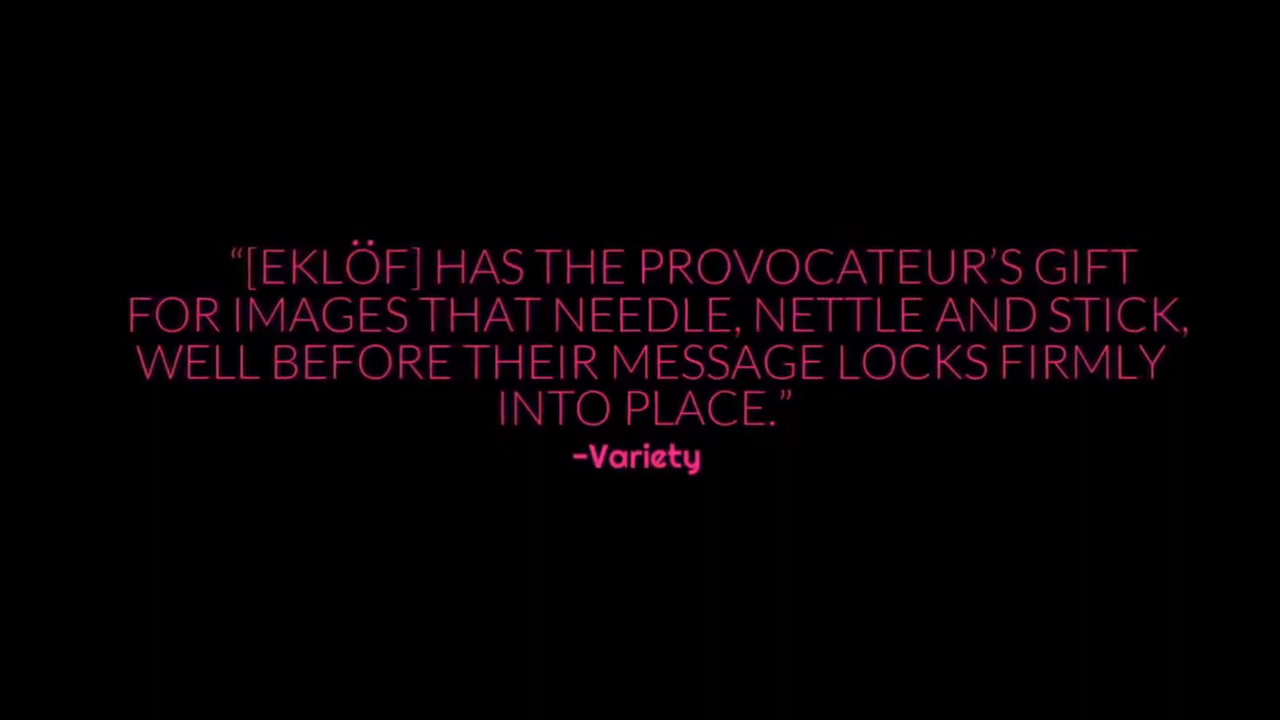 “[EKLÖF] HAS THE PROVOCATEUR’S GIFT
FOR IMAGES THAT NEEDLE, NETTLE AND STICK,
WELL BEFORE THEIR MESSAGE LOCKS FIRMLY
INTO PLACE.”
-Variety